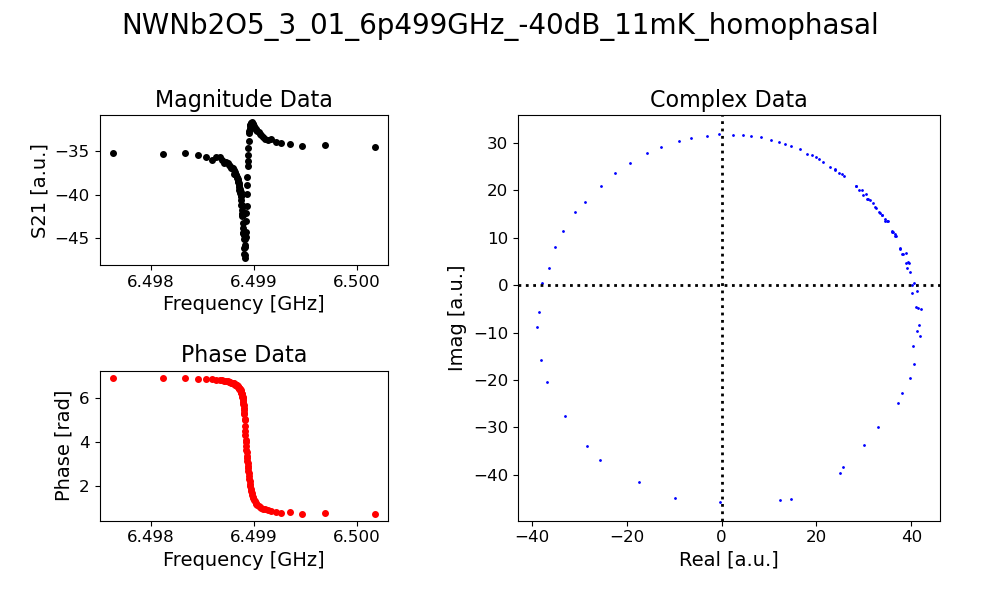 NWNb2O5_3_01_6p499GHz_-40dB_11mK_homophasal
Magnitude Data
S21 [a.u.]
−35
−40
−45
6.498 6.499 6.500
Frequency [GHz]
Phase Data
Phase [rad]
6
4
2
6.498 6.499 6.500
Frequency [GHz]
Complex Data
Imag [a.u.]
30
20
10
0
−10
−20
−30
−40
−40 −20 0 20 40
Real [a.u.]